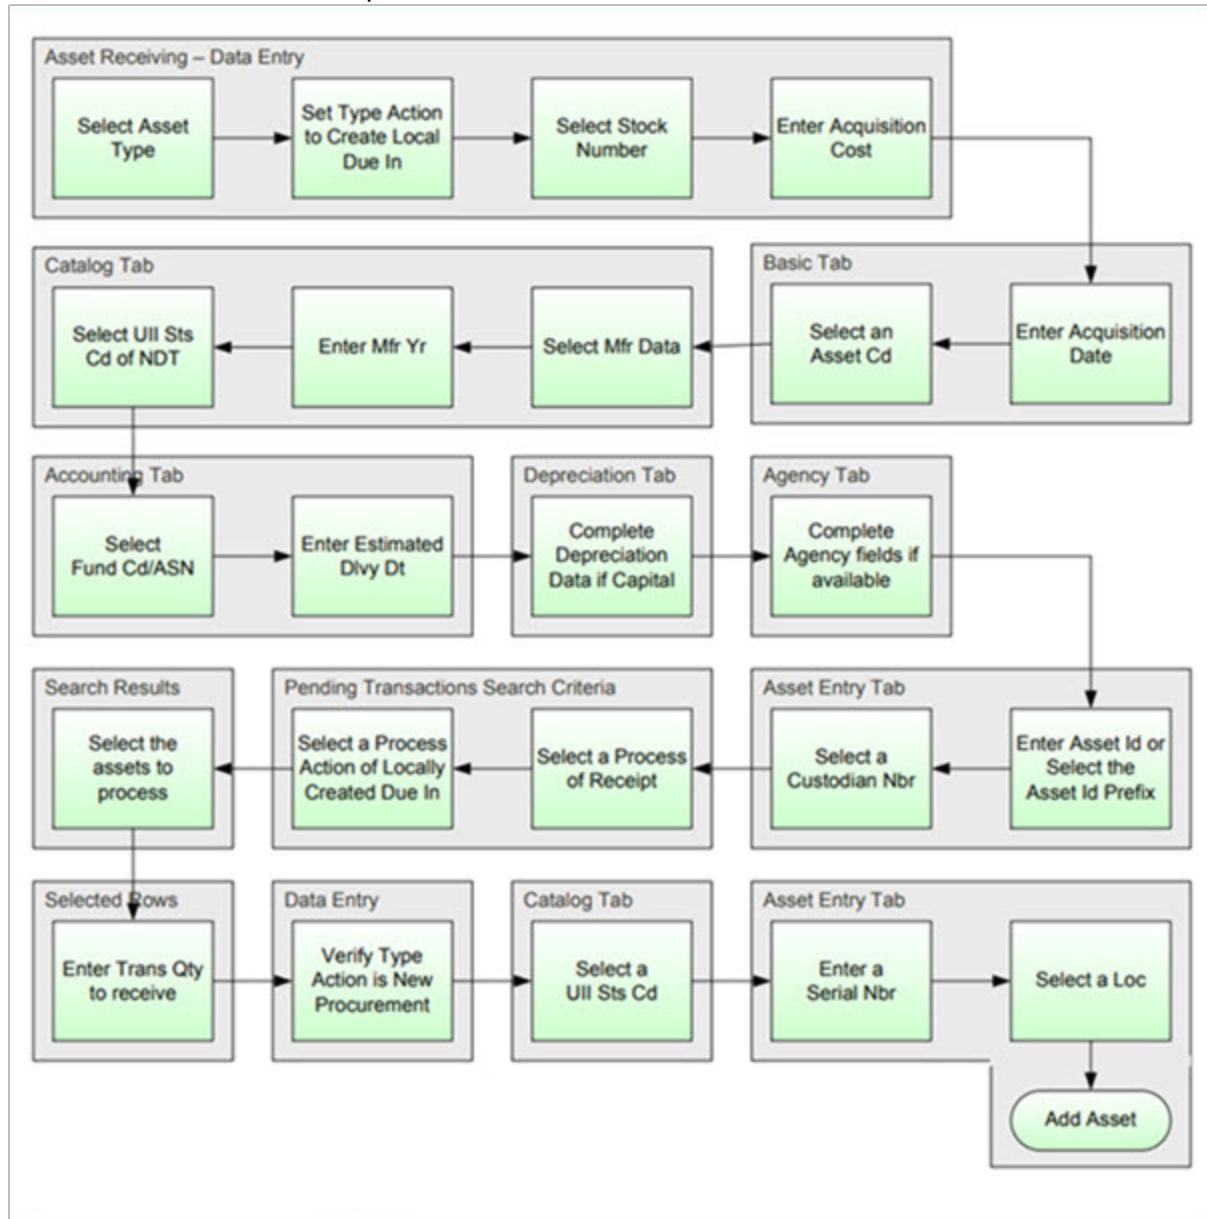 Asset Receiving – Data Entry
Select Asset
Type
Set Type Action
to Create Local
Due In
Select Stock
Number
Enter Acquisition
Cost
Basic Tab
Enter Acquisition
Date
Select an
Asset Cd
Catalog Tab
Select Mfr Data
Enter Mfr Yr
Select UII Sts
Cd of NDT
Accounting Tab
Select
Fund Cd/ASN
Enter Estimated
Dlvy Dt
Depreciation Tab
Complete
Depreciation
Data if Capital
Agency Tab
Complete
Agency fields if
available
Asset Entry Tab
Enter Asset Id or
Select the
Asset Id Prefix
Select a
Custodian Nbr
Pending Transactions Search Criteria
Select a Process
of Receipt
Select a Process
Action of Locally
Created Due In
Search Results
Select the
assets to
process
Selected Rows
Enter Trans Qty
to receive
Data Entry
Verify Type
Action is New
Procurement
Catalog Tab
Select a
UII Sts Cd
Asset Entry Tab
Enter a
Serial Nbr
Select a Loc
Add Asset